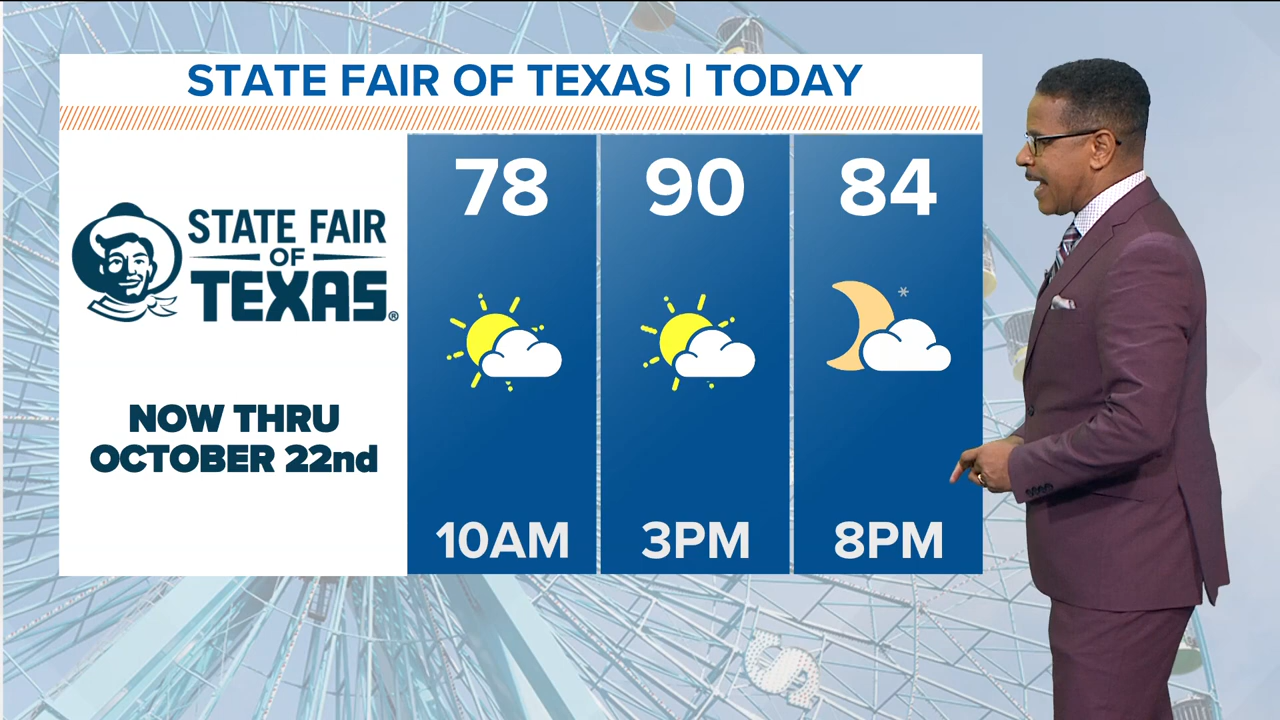 STATE FAIR OF TEXAS | TODAY
STATE FAIR
OF
TEXAS®
NOW THRU
OCTOBER 22nd
78
90
84
10AM
3PM
8PM